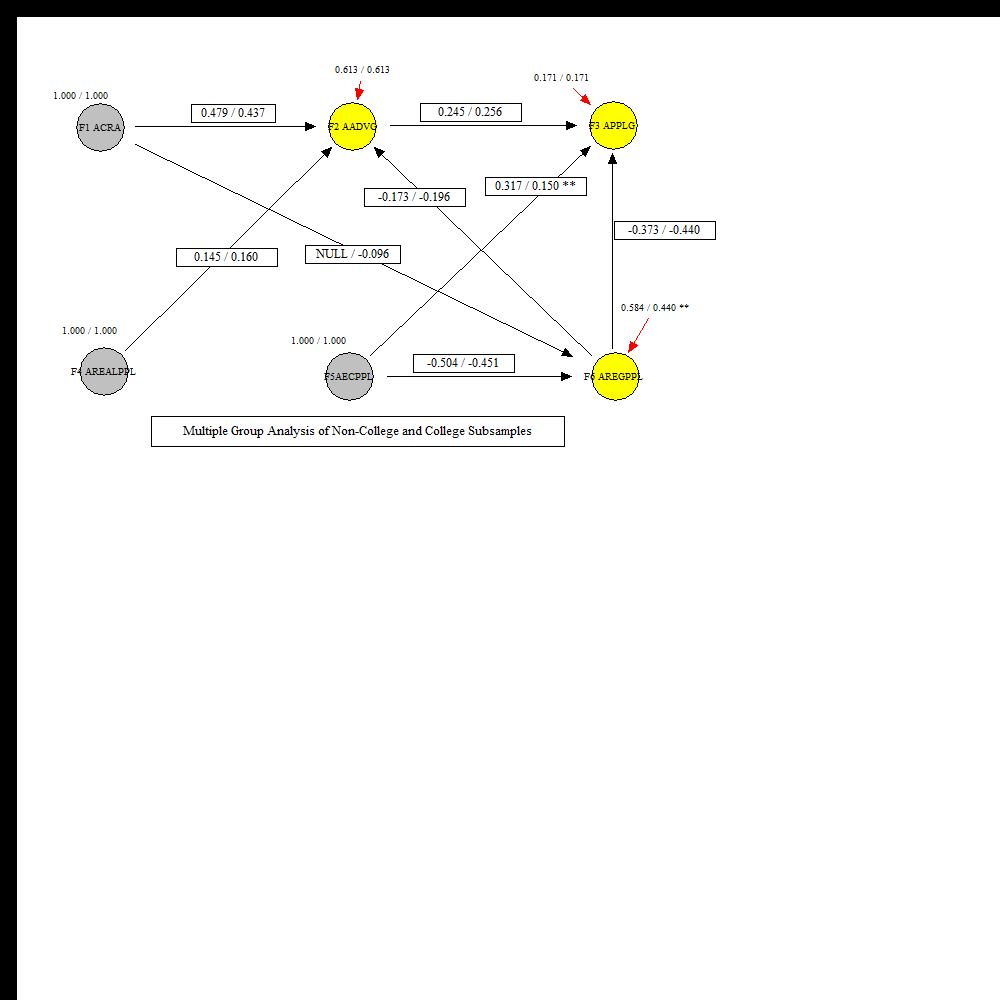 0.613 / 0.613
0.171 / 0.171
1.000 / 1.000
0.479 / 0.437
0.245 / 0.256
F1 ACRA
F2 AADVG
F3 APPLG
0.317 / 0.150 **
-0.173 / -0.196
-0.373 / -0.440
0.145 / 0.160
NULL / -0.096
0.584 / 0.440 **
1.000 / 1.000
1.000 / 1.000
-0.504 / -0.451
F4 AREALPPL
F5AECPPL
F6 AREGPPL
Multiple Group Analysis of Non-College and College Subsamples